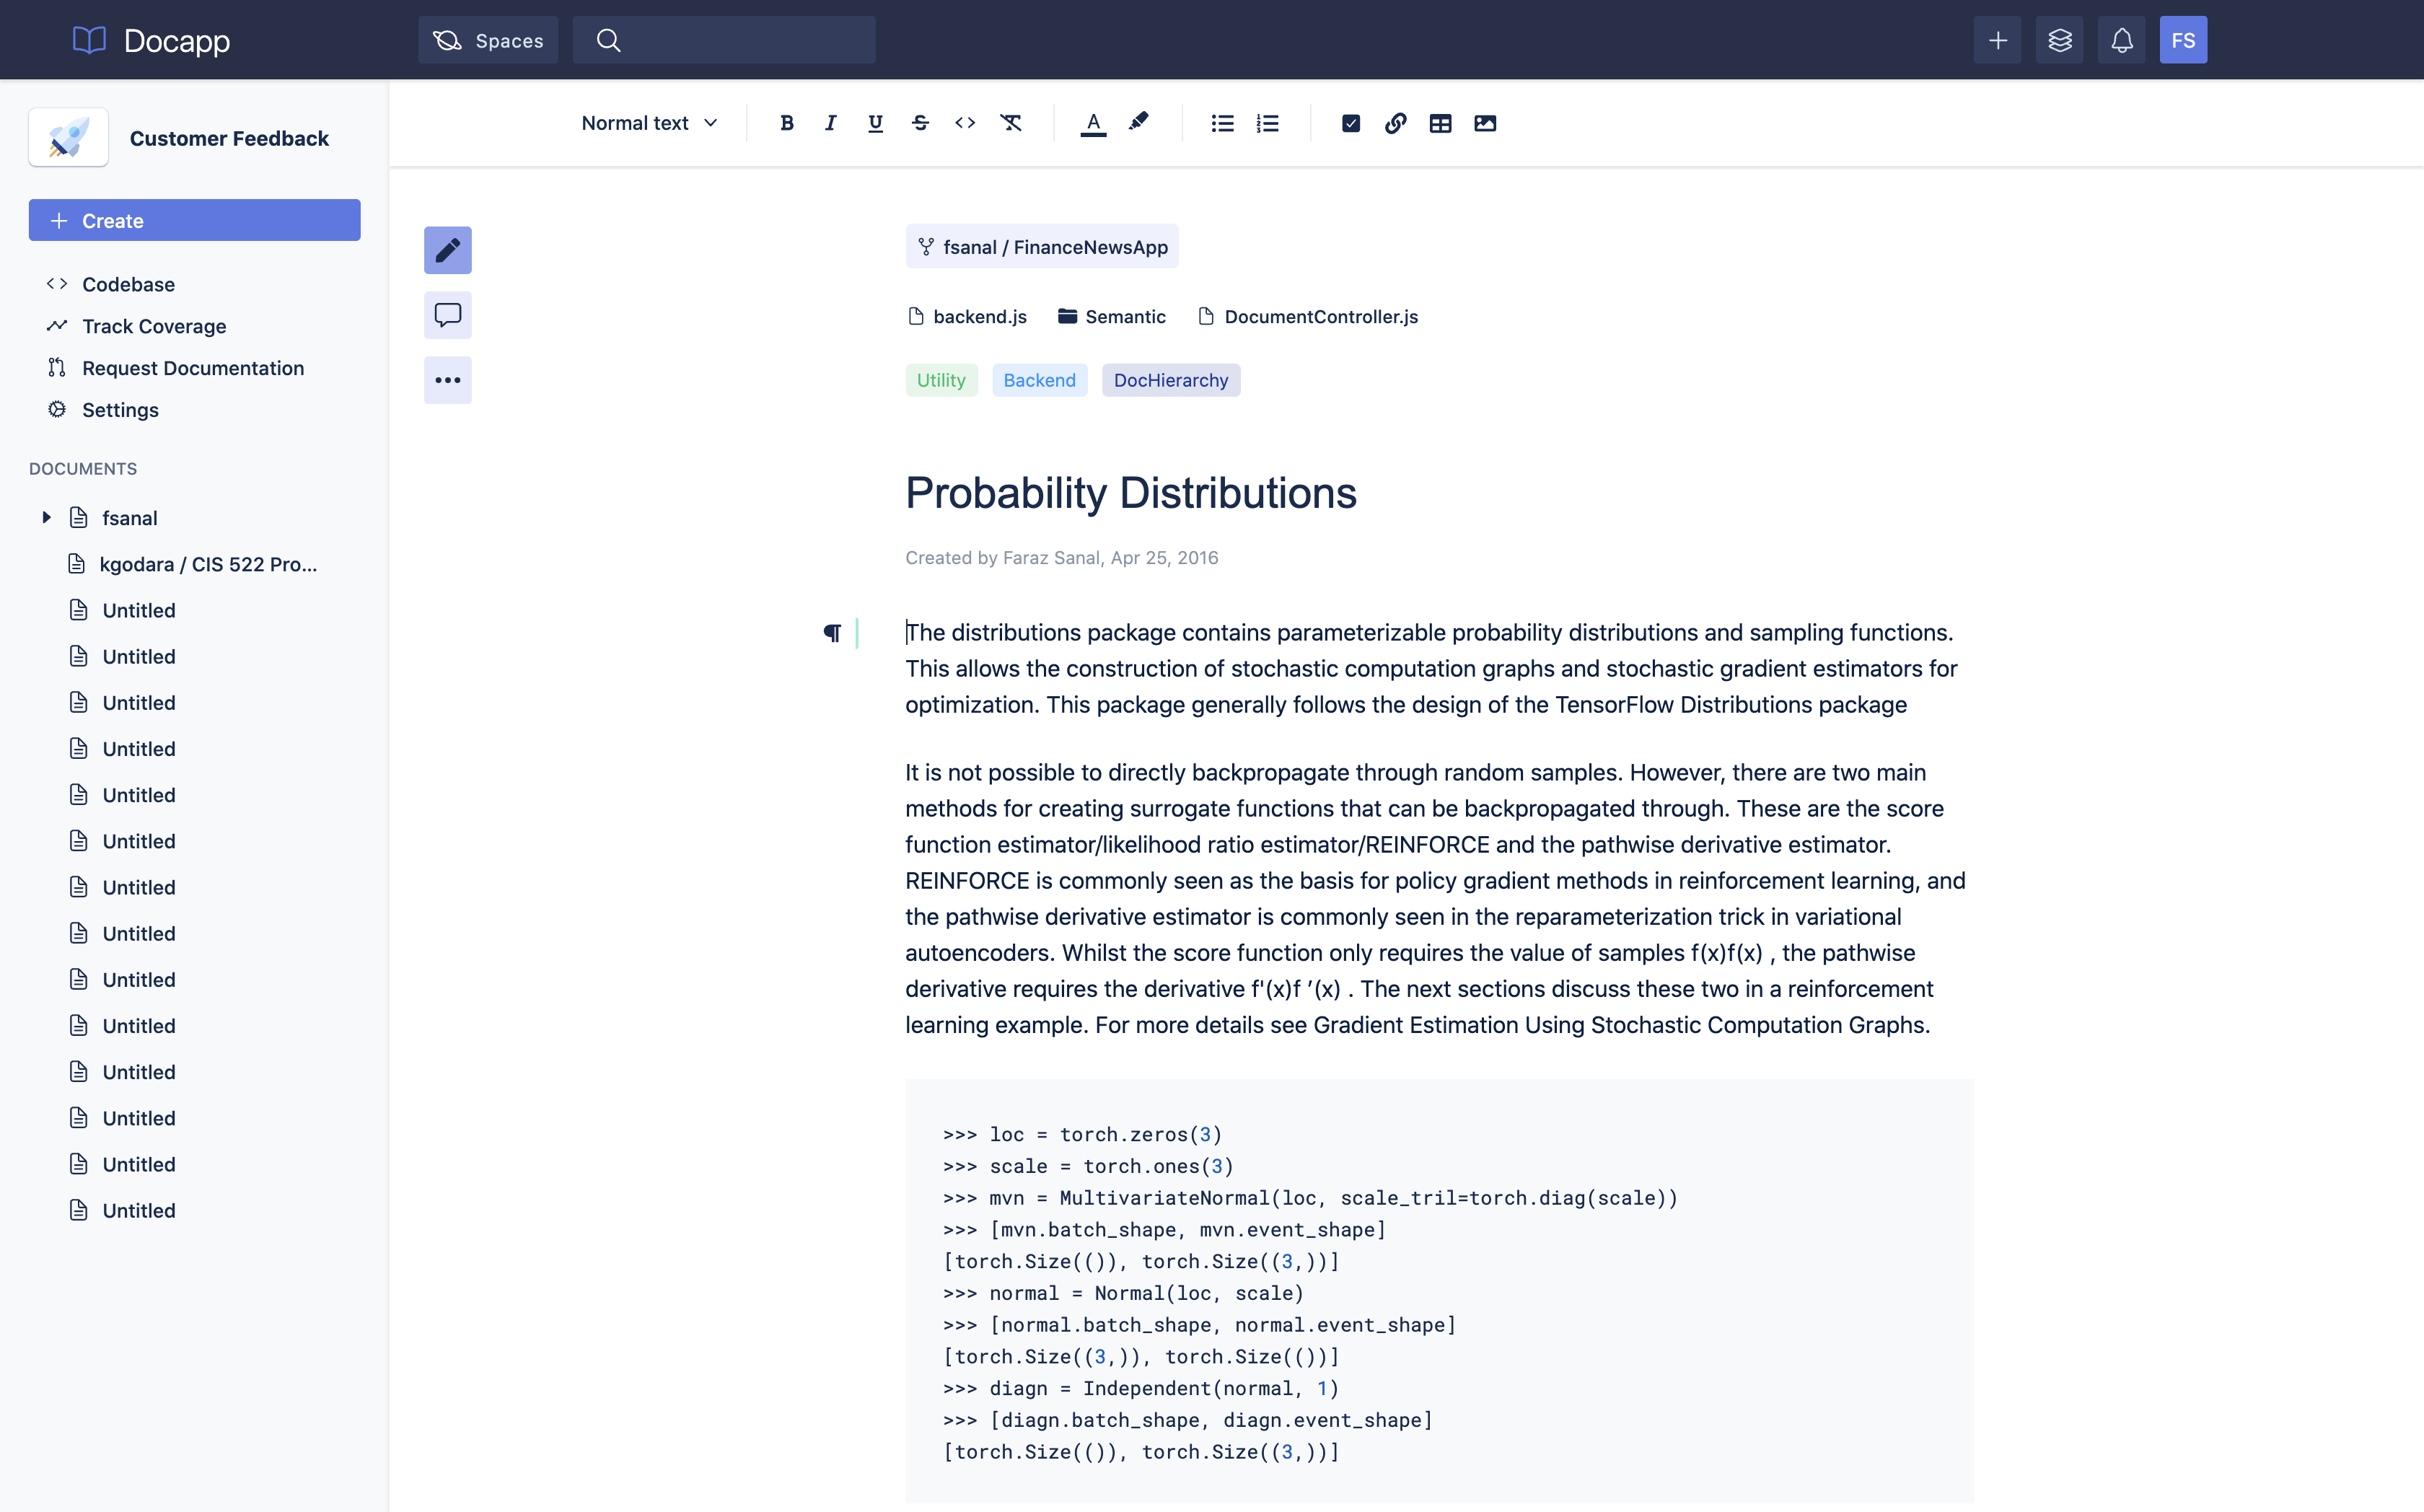 Docapp
Spaces
FS
Customer Feedback
Create
Codebase
Track Coverage
Request Documentation
Settings
DOCUMENTS
fsanal
kgodara / CIS 522 Pro...
Untitled
Untitled
Untitled
Untitled
Untitled
Untitled
Untitled
Untitled
Untitled
Untitled
Untitled
Untitled
Untitled
Untitled
Normal text
B I U S <> A
fsanal / FinanceNewsApp
backend.js Semantic DocumentController.js
Utility Backend DocHierarchy
Probability Distributions
Created by Faraz Sanal, Apr 25, 2016
¶
The distributions package contains parameterizable probability distributions and sampling functions.
This allows the construction of stochastic computation graphs and stochastic gradient estimators for
optimization. This package generally follows the design of the TensorFlow Distributions package
It is not possible to directly backpropagate through random samples. However, there are two main
methods for creating surrogate functions that can be backpropagated through. These are the score
function estimator/likelihood ratio estimator/REINFORCE and the pathwise derivative estimator.
REINFORCE is commonly seen as the basis for policy gradient methods in reinforcement learning, and
the pathwise derivative estimator is commonly seen in the reparameterization trick in variational
autoencoders. Whilst the score function only requires the value of samples f(x)f(x) , the pathwise
derivative requires the derivative f'(x)f ′(x) . The next sections discuss these two in a reinforcement
learning example. For more details see Gradient Estimation Using Stochastic Computation Graphs.
>>> loc = torch.zeros(3)
>>> scale = torch.ones(3)
>>> mvn = MultivariateNormal(loc, scale_tril=torch.diag(scale))
>>> [mvn.batch_shape, mvn.event_shape]
[torch.Size(()), torch.Size((3,))]
>>> normal = Normal(loc, scale)
>>> [normal.batch_shape, normal.event_shape]
[torch.Size((3,)), torch.Size(())]
>>> diagn = Independent(normal, 1)
>>> [diagn.batch_shape, diagn.event_shape]
[torch.Size(()), torch.Size((3,))]